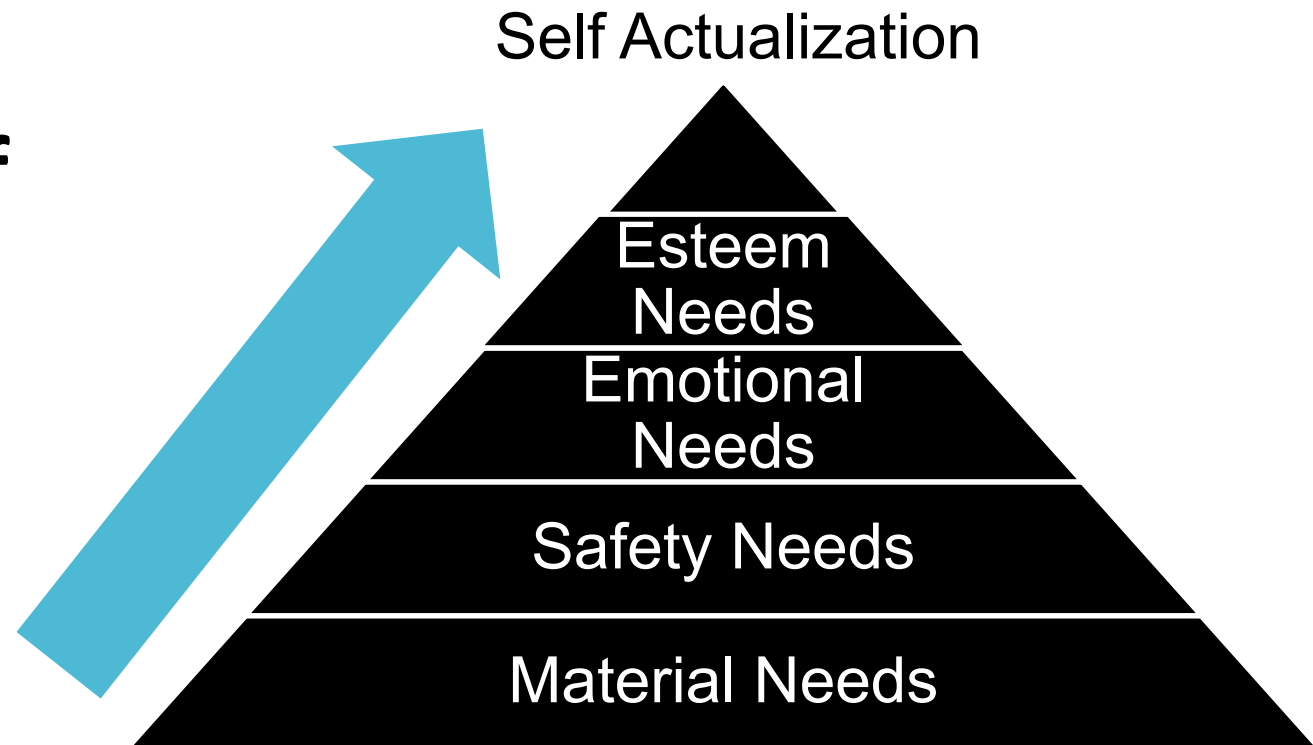 Self Actualization
f
Esteem
Needs
Emotional
Needs
Safety Needs
Material Needs